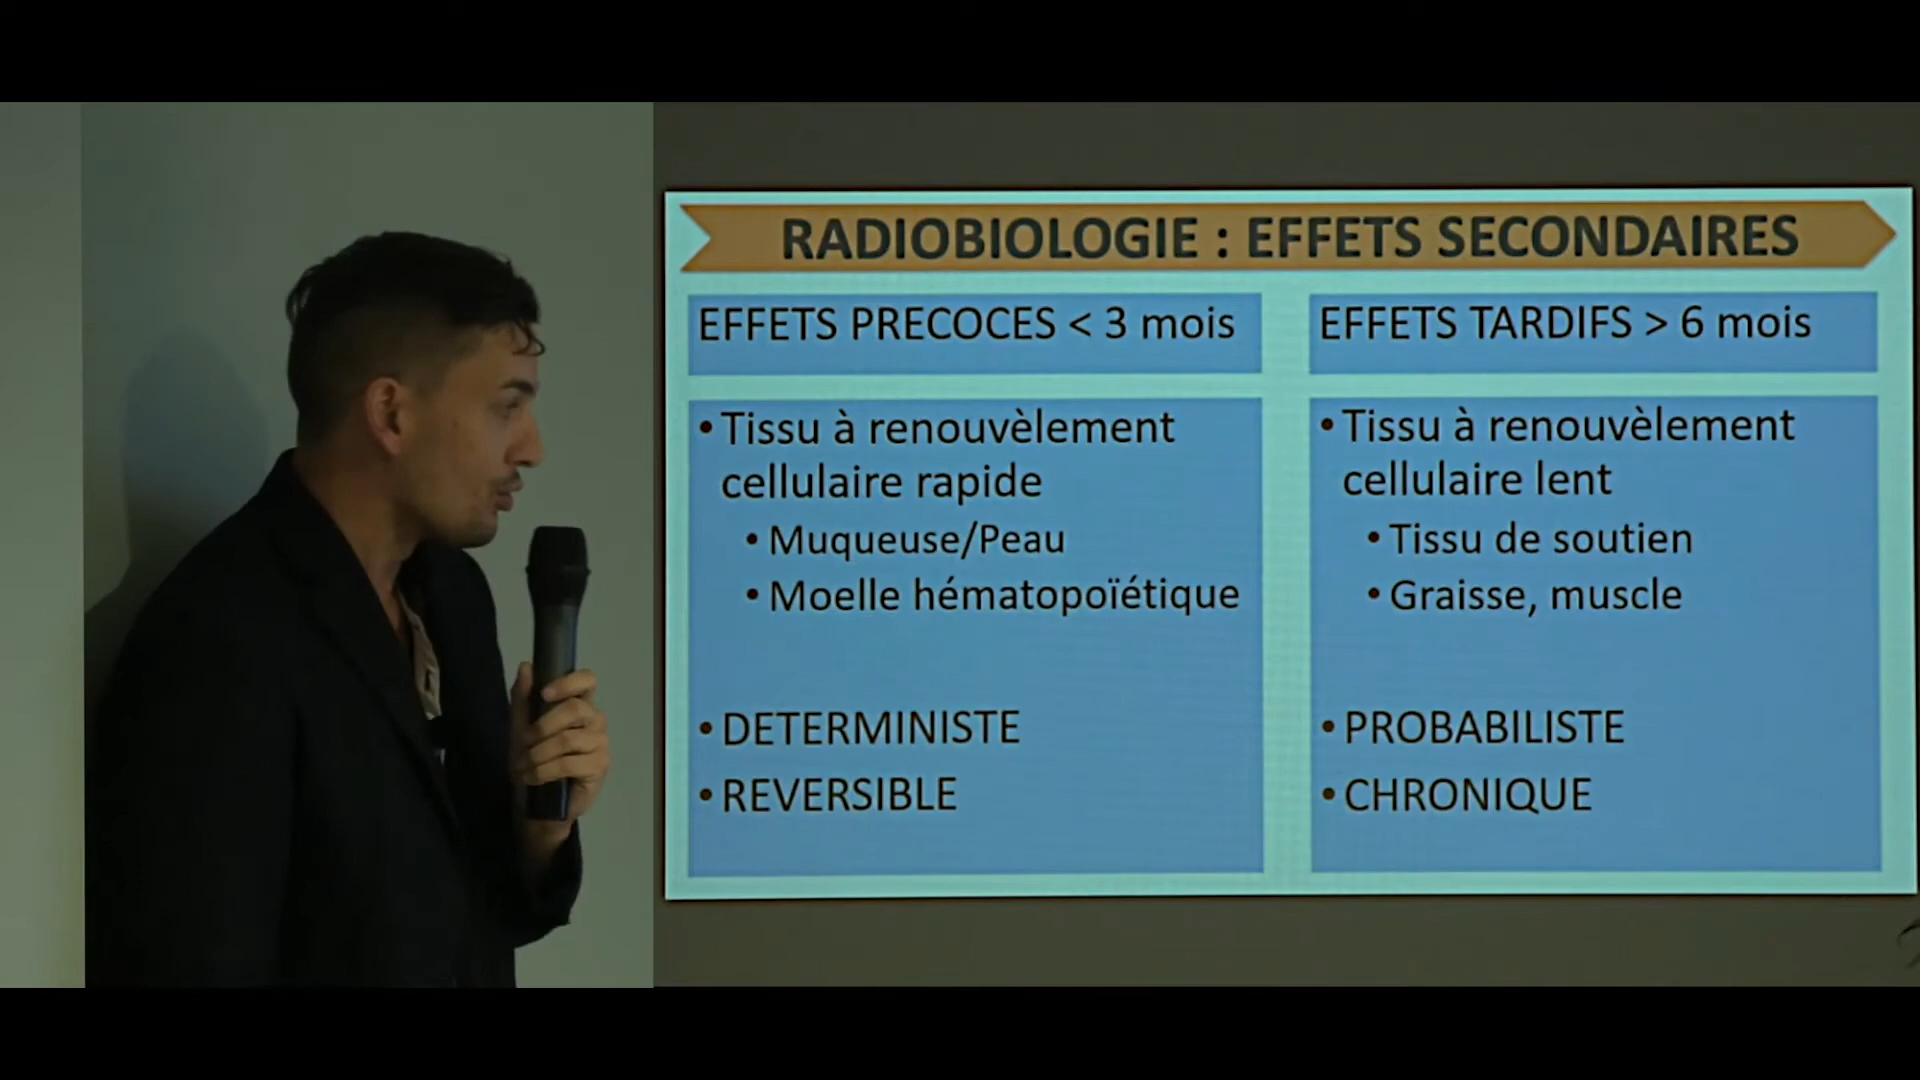 RADIOBIOLOGIE : EFFETS SECONDAIRES
EFFETS PRECOCES < 3 mois
•Tissu à renouvèlement
cellulaire rapide
•Muqueuse/Peau
•Moelle hématopoïétique
•DETERMINISTE
•REVERSIBLE
EFFETS TARDIFS > 6 mois
•Tissu à renouvèlement
cellulaire lent
•Tissu de soutien
•Graisse, muscle
•PROBABILISTE
•CHRONIQUE